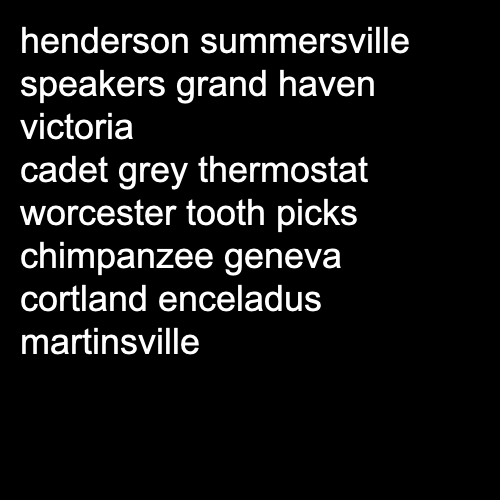 henderson summersville
speakers grand haven
victoria
cadet grey thermostat
worcester tooth picks
chimpanzee geneva
cortland enceladus
martinsville